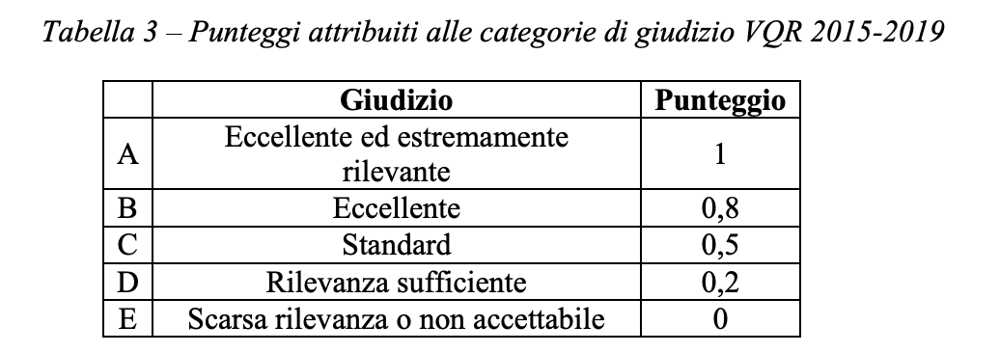 Tabella 3 – Punteggi attribuiti alle categorie di giudizio VQR 2015-2019
Giudizio Punteggio
A Eccellente ed estremamente rilevante 1
B Eccellente 0,8
C Standard 0,5
D Rilevanza sufficiente 0,2
E Scarsa rilevanza o non accettabile 0